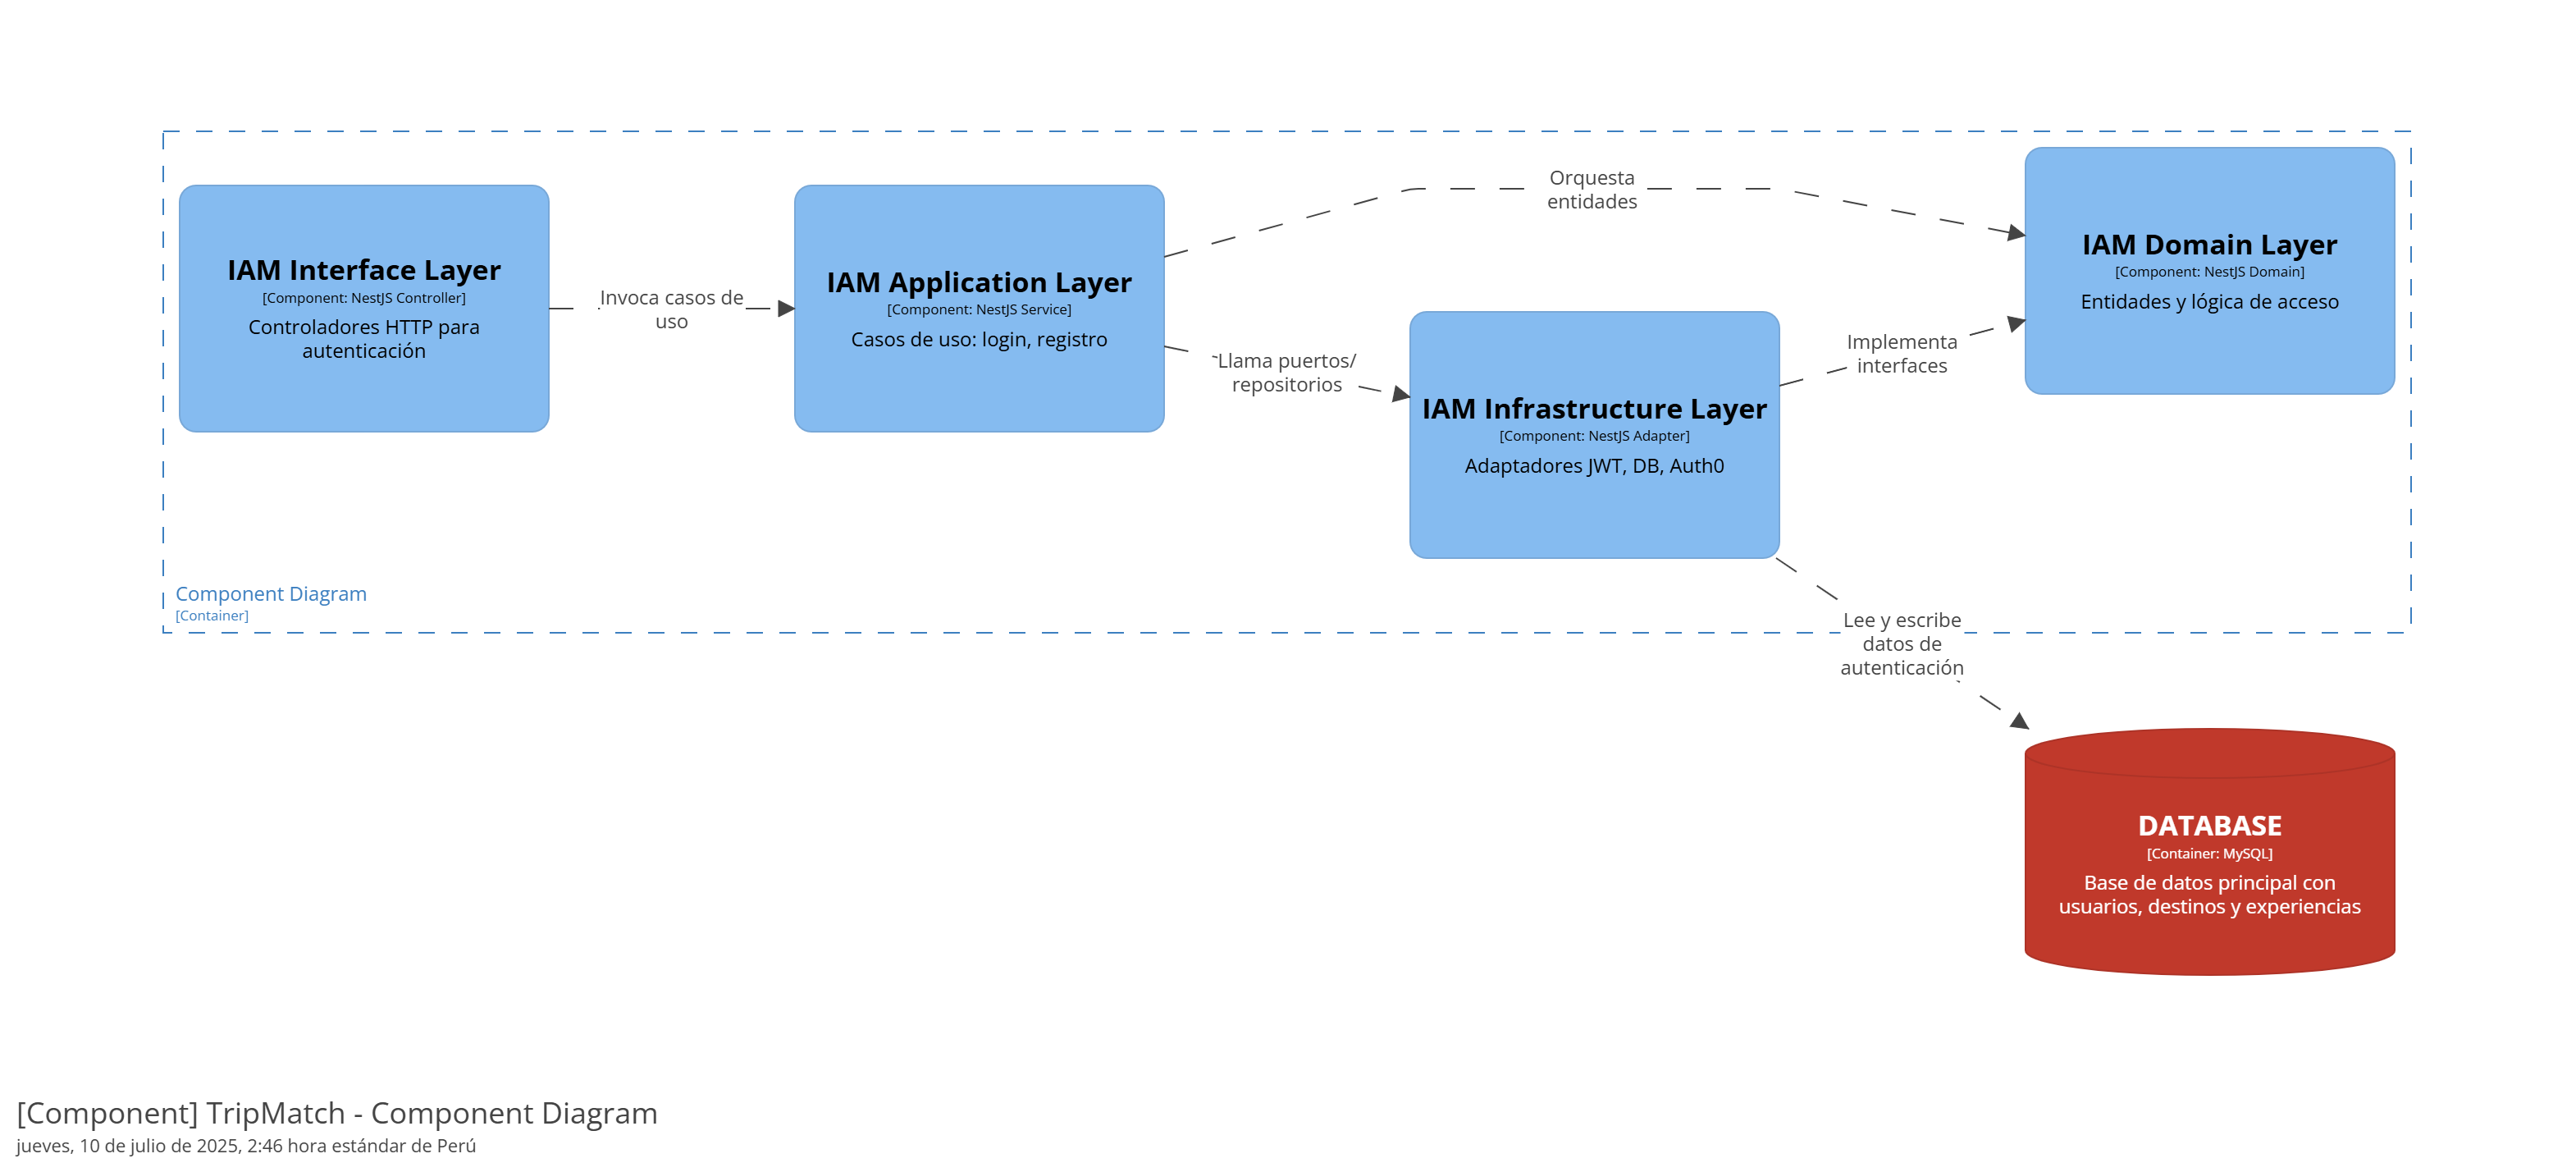 IAM Interface Layer
[Component: NestJS Controller]
Controladores HTTP para
autenticación
Invoca casos de
uso
IAM Application Layer
[Component: NestJS Service]
Casos de uso: login, registro
Orquesta
entidades
Llama puertos/
repositorios
IAM Infrastructure Layer
[Component: NestJS Adapter]
Adaptadores JWT, DB, Auth0
Implementa
interfaces
IAM Domain Layer
[Component: NestJS Domain]
Entidades y lógica de acceso
Component Diagram
[Container]
Lee y escribe
datos de
autenticación
DATABASE
[Container: MySQL]
Base de datos principal con
usuarios, destinos y experiencias
[Component] TripMatch - Component Diagram
jueves, 10 de julio de 2025, 2:46 hora estándar de Perú